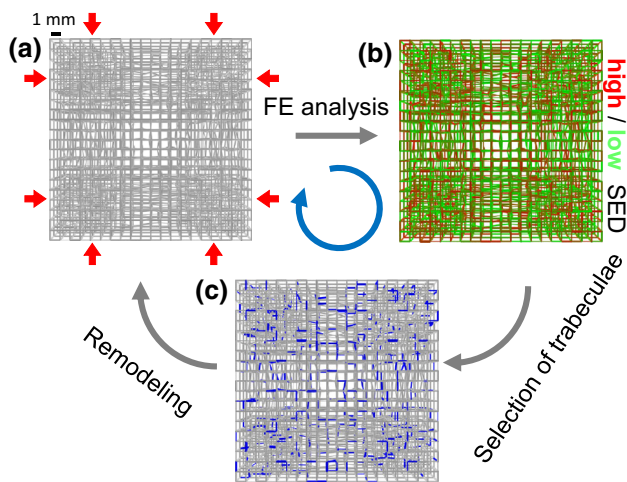 1 mm
(a)
FE analysis
(b)
high / low SED
(c)
Remodeling
Selection of trabeculae